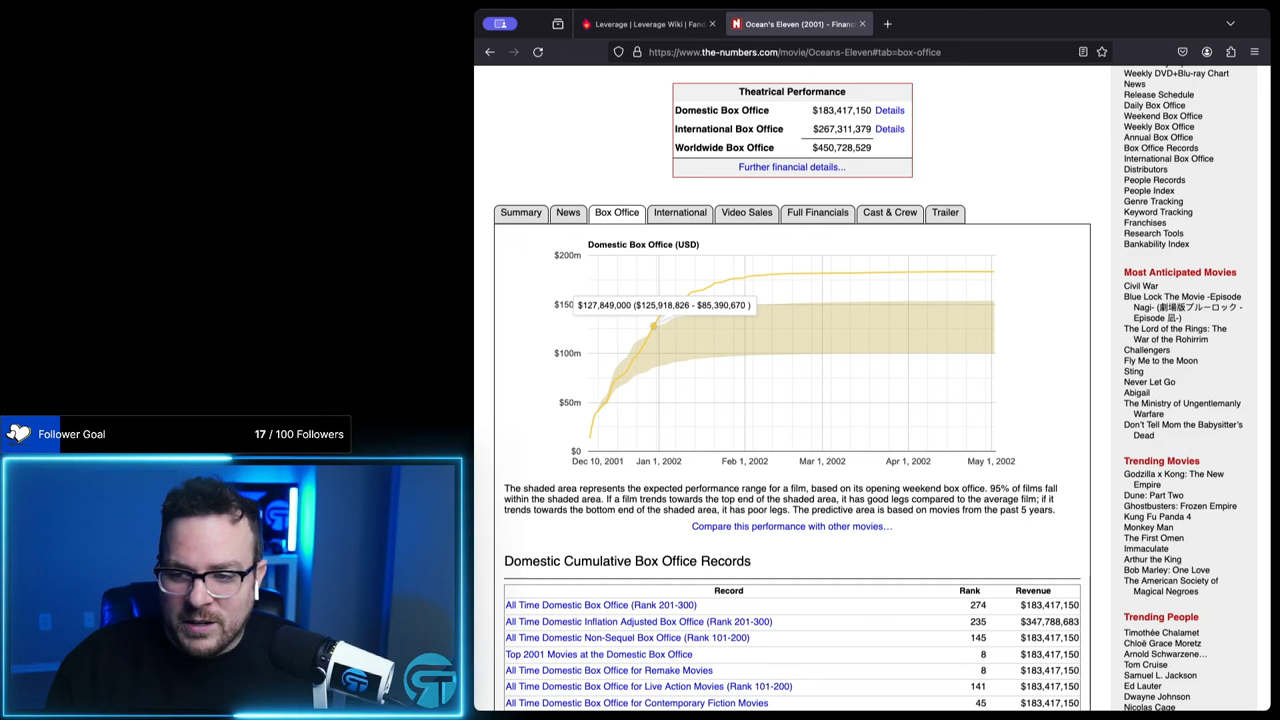 Leverage | Leverage Wiki | Fand
Ocean's Eleven (2001) - Financ
https://www.the-numbers.com/movie/Oceans-Eleven#tab=box-office
Theatrical Performance
Domestic Box Office $183,417,150 Details
International Box Office $267,311,379 Details
Worldwide Box Office $450,728,529
Further financial details...
Summary
News
Box Office
International
Video Sales
Full Financials
Cast & Crew
Trailer
Domestic Box Office (USD)
$200m
$150
$127,849,000 ($125,918,826 - $85,390,670 )
$100m
$50m
$0
Dec 10, 2001
Jan 1, 2002
Feb 1, 2002
Mar 1, 2002
Apr 1, 2002
May 1, 2002
The shaded area represents the expected performance range for a film, based on its opening weekend box office. 95% of films fall
within the shaded area. If a film trends towards the top end of the shaded area, it has good legs compared to the average film; if it
trends towards the bottom end of the shaded area, it has poor legs. The predictive area is based on movies from the past 5 years.
Compare this performance with other movies…
Domestic Cumulative Box Office Records
Record Rank Revenue
All Time Domestic Box Office (Rank 201-300) 274 $183,417,150
All Time Domestic Inflation Adjusted Box Office (Rank 201-300) 235 $347,788,683
All Time Domestic Non-Sequel Box Office (Rank 101-200) 145 $183,417,150
Top 2001 Movies at the Domestic Box Office 8 $183,417,150
All Time Domestic Box Office for Remake Movies 8 $183,417,150
All Time Domestic Box Office for Live Action Movies (Rank 101-200) 141 $183,417,150
All Time Domestic Box Office for Contemporary Fiction Movies 45 $183,417,150
Weekly DVD+Blu-ray Chart
News
Release Schedule
Daily Box Office
Weekend Box Office
Weekly Box Office
Annual Box Office
Box Office Records
International Box Office
Distributors
People Records
People Index
Genre Tracking
Keyword Tracking
Franchises
Research Tools
Bankability Index
Most Anticipated Movies
Civil War
Blue Lock The Movie -Episode
Nagi- (劇場版ブルーロック -
Episode 凪-)
The Lord of the Rings: The
War of the Rohirrim
Challengers
Fly Me to the Moon
Sting
Never Let Go
Abigail
The Ministry of Ungentlemanly
Warfare
Don't Tell Mom the Babysitter's
Dead
Trending Movies
Godzilla x Kong: The New
Empire
Dune: Part Two
Ghostbusters: Frozen Empire
Kung Fu Panda 4
Monkey Man
The First Omen
Immaculate
Arthur the King
Bob Marley: One Love
The American Society of
Magical Negroes
Trending People
Timothée Chalamet
Chloë Grace Moretz
Arnold Schwarzene…
Tom Cruise
Samuel L. Jackson
Ed Lauter
Dwayne Johnson
Nicolas Cage
Follower Goal 17 / 100 Followers